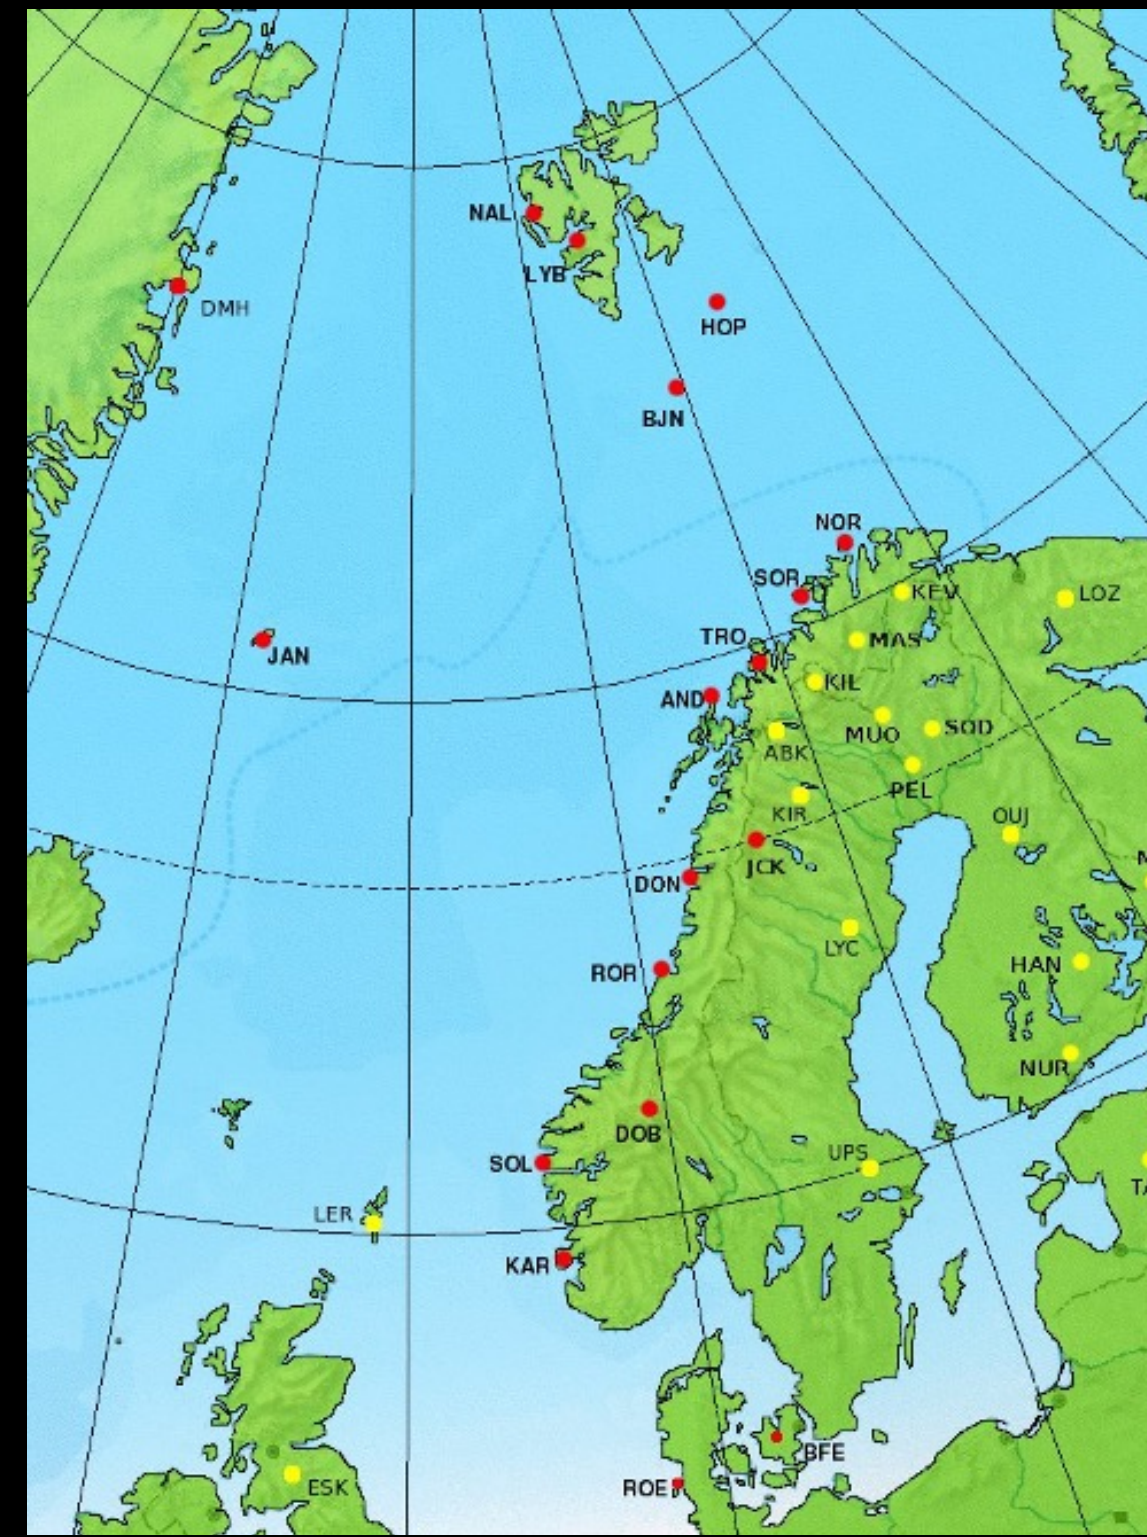 NAL
LYB
DMH
HOP
BJN
NOR
SOR
KEV
LOZ
TRO
MAS
JAN
KIL
AND
MUO
SOD
ABK
PEL
KIR
OUJ
JCK
DON
LYC
HAN
ROR
NUR
DOB
UPS
SOL
LER
KAR
BFE
ESK
ROE